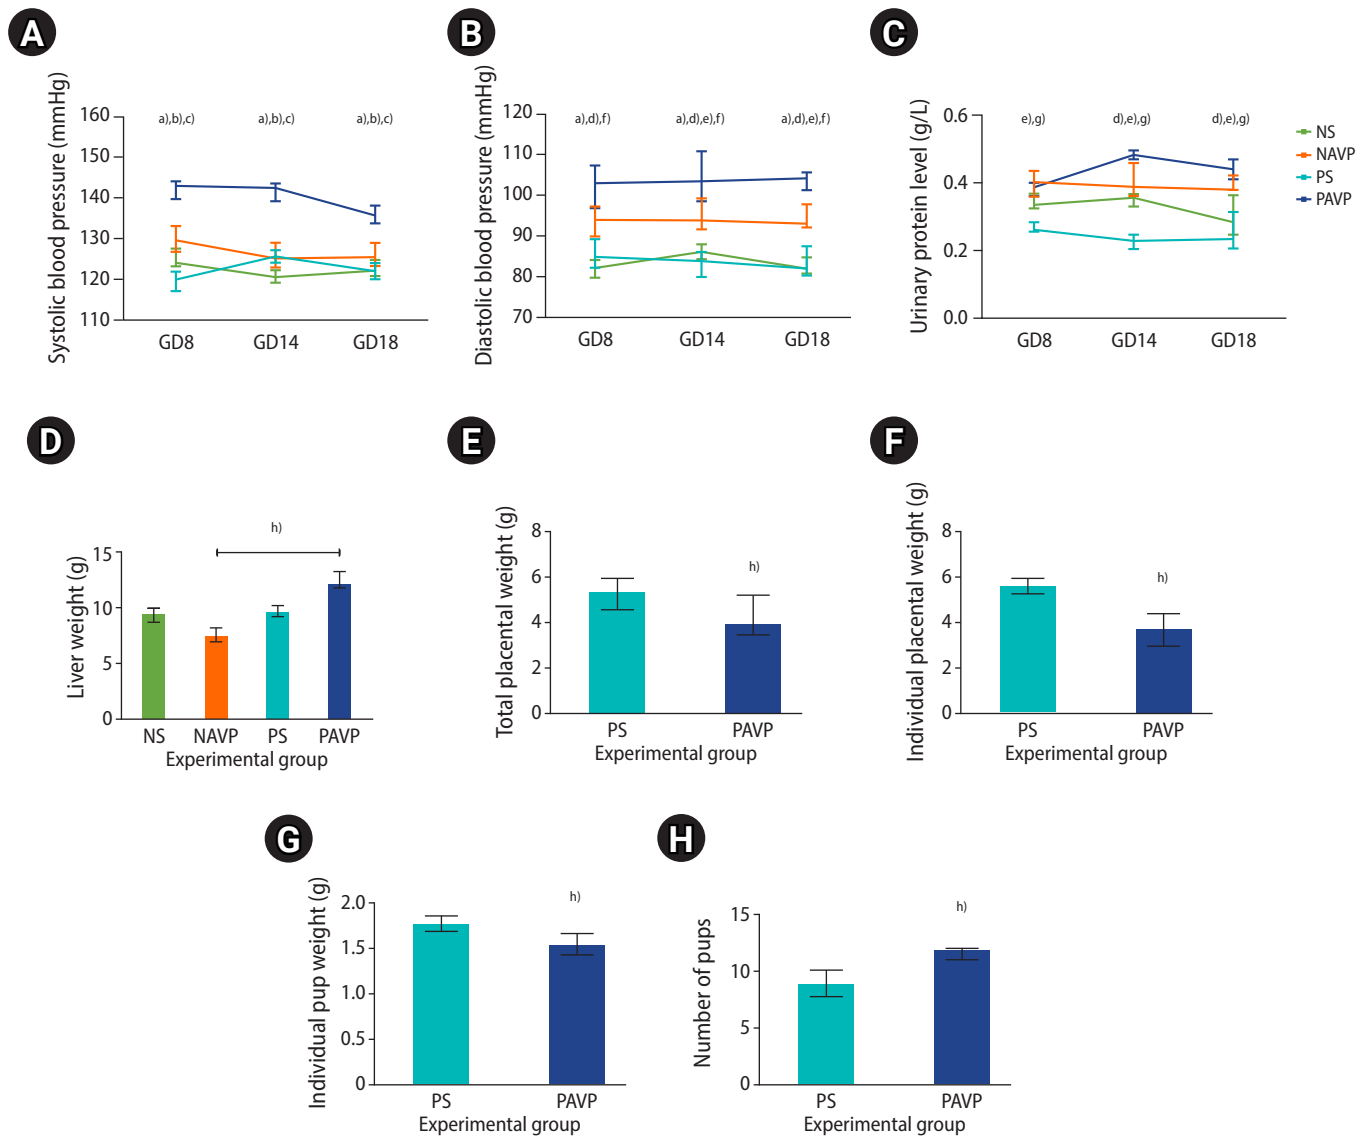 A
Systolic blood pressure (mmHg)
160
150
140
130
120
110
a),b),c)
a),b),c)
a),b),c)
GD8
GD14
GD18
B
Diastolic blood pressure (mmHg)
120
110
100
90
80
70
a),d),f)
a),d),e),f)
a),d),e),f)
GD8
GD14
GD18
C
Urinary protein level (g/L)
0.6
0.4
0.2
0.0
e),g)
d),e),g)
d),e),g)
GD8
GD14
GD18
NS
NAVP
PS
PAVP
D
Liver weight (g)
15
10
5
0
h)
NS
NAVP
PS
PAVP
Experimental group
E
Total placental weight (g)
8
6
4
2
0
h)
PS
PAVP
Experimental group
F
Individual placental weight (g)
8
6
4
2
0
h)
PS
PAVP
Experimental group
G
Individual pup weight (g)
2.0
1.5
1.0
0.5
0
h)
PS
PAVP
Experimental group
H
Number of pups
15
10
5
0
h)
PS
PAVP
Experimental group